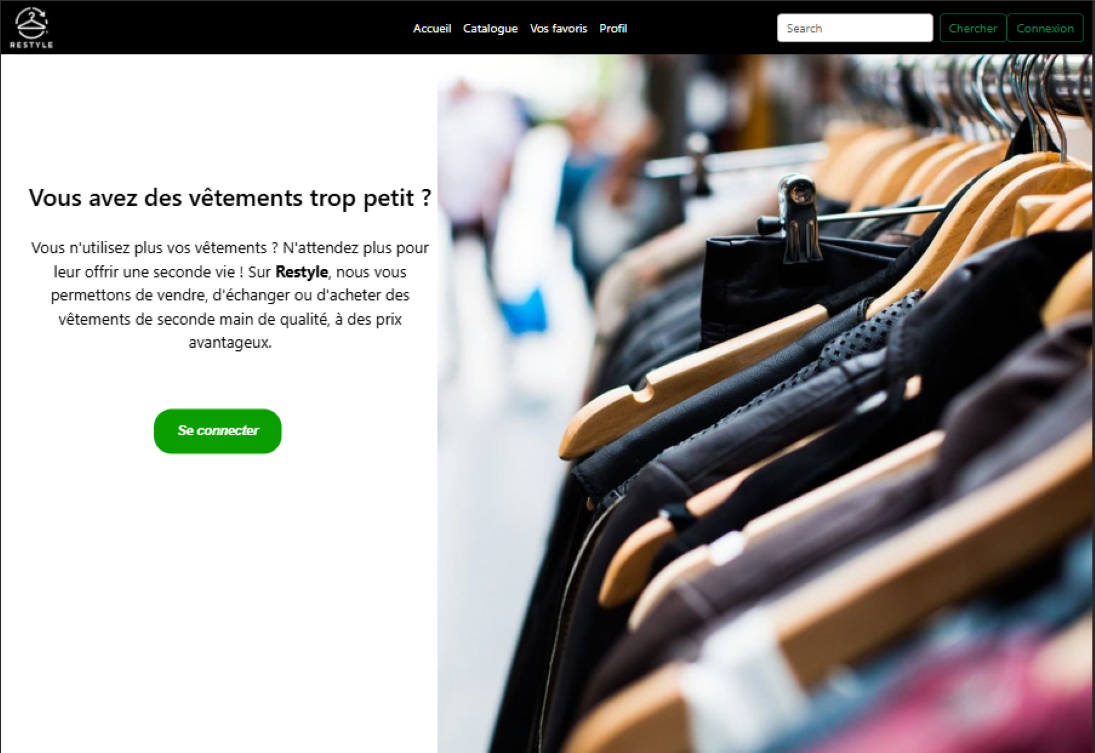 RESTYLE
Accueil Catalogue Vos favoris Profil
Search Chercher Connexion
Vous avez des vêtements trop petit ?
Vous n'utilisez plus vos vêtements ? N'attendez plus pour
leur offrir une seconde vie ! Sur Restyle, nous vous
permettons de vendre, d'échanger ou d'acheter des
vêtements de seconde main de qualité, à des prix
avantageux.
Se connecter